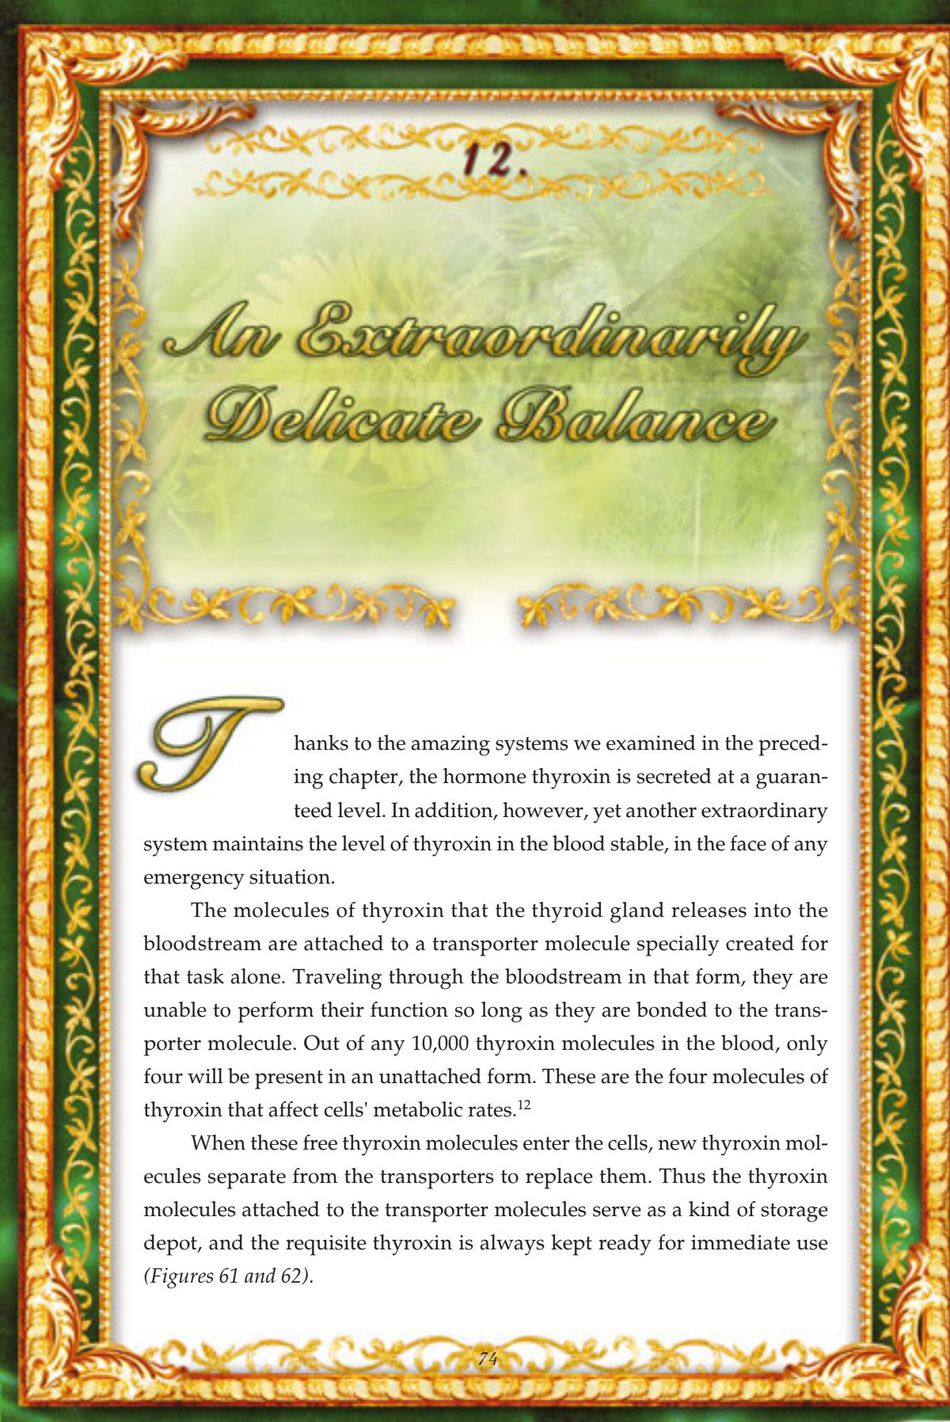 12.
An Extraordinarily
Delicate Balance
Thanks to the amazing systems we examined in the preced-
ing chapter, the hormone thyroxin is secreted at a guaran-
teed level. In addition, however, yet another extraordinary
system maintains the level of thyroxin in the blood stable, in the face of any
emergency situation.
The molecules of thyroxin that the thyroid gland releases into the
bloodstream are attached to a transporter molecule specially created for
that task alone. Traveling through the bloodstream in that form, they are
unable to perform their function so long as they are bonded to the trans-
porter molecule. Out of any 10,000 thyroxin molecules in the blood, only
four will be present in an unattached form. These are the four molecules of
thyroxin that affect cells' metabolic rates.12
When these free thyroxin molecules enter the cells, new thyroxin mol-
ecules separate from the transporters to replace them. Thus the thyroxin
molecules attached to the transporter molecules serve as a kind of storage
depot, and the requisite thyroxin is always kept ready for immediate use
(Figures 61 and 62).
74